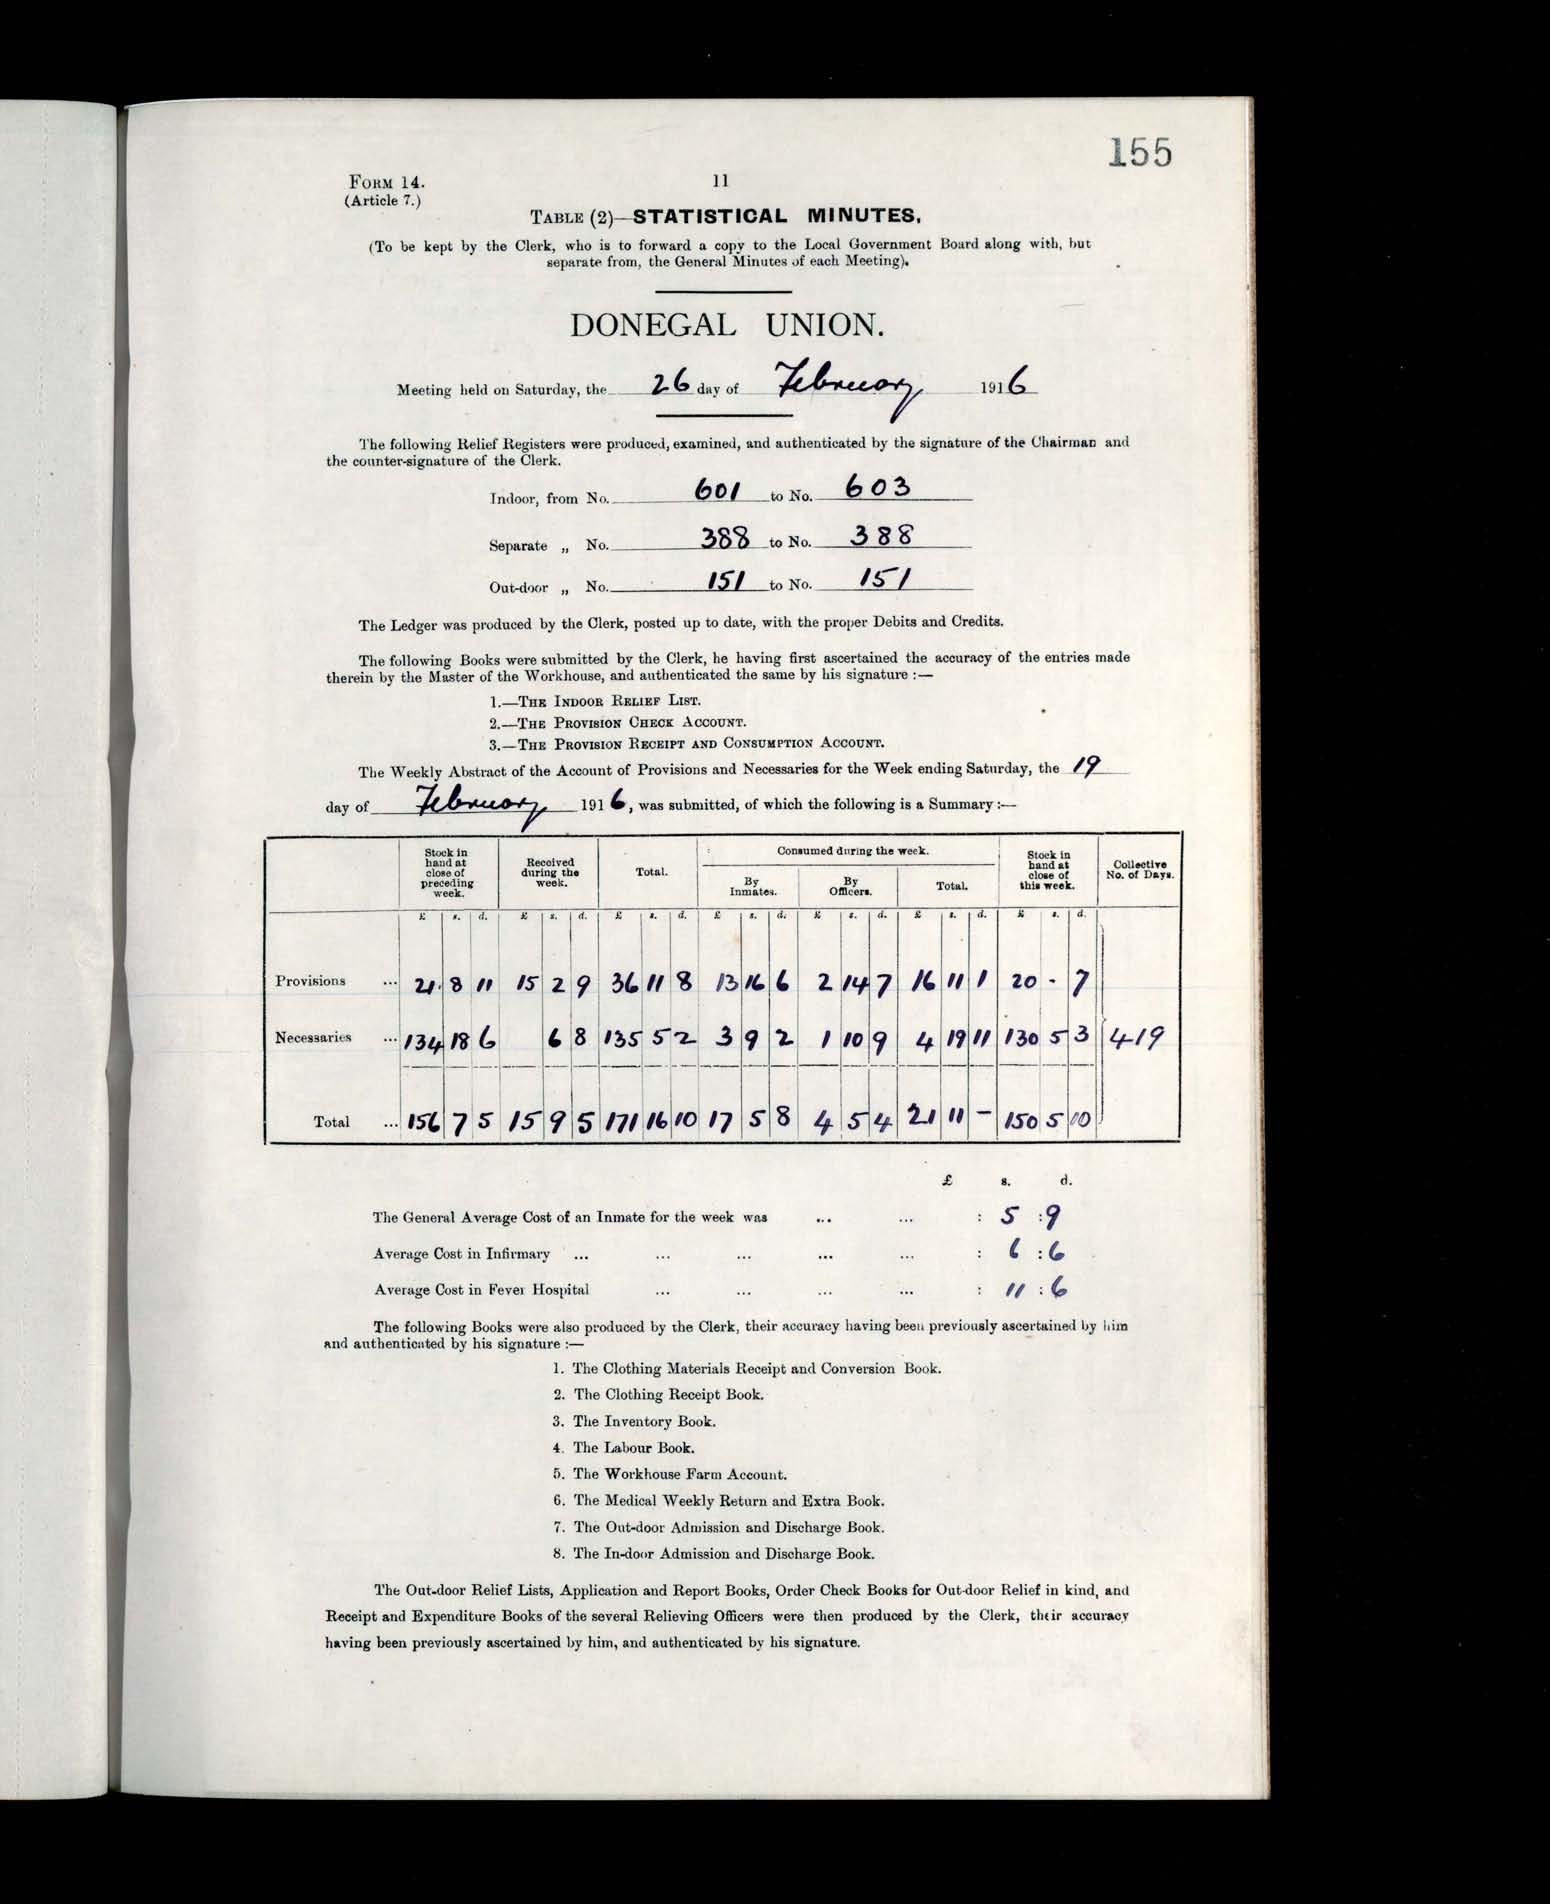 155
FORM 14.
11
(Article 7.)
TABLE (2)—STATISTICAL MINUTES.
(To be kept by the Clerk, who is to forward a copy to the Local Government Board along with, but
separate from, the General Minutes of each Meeting).
DONEGAL UNION.
Meeting held on Saturday, the 26 day of February 1916
The following Relief Registers were produced, examined, and authenticated by the signature of the Chairman and
the counter-signature of the Clerk.
Indoor, from No. 601 to No. 603
Separate „ No. 388 to No. 388
Out-door „ No. 151 to No. 151
The Ledger was produced by the Clerk, posted up to date, with the proper Debits and Credits.
The following Books were submitted by the Clerk, he having first ascertained the accuracy of the entries made
therein by the Master of the Workhouse, and authenticated the same by his signature :—
1.—THE INDOOR RELIEF LIST.
2.—THE PROVISION CHECK ACCOUNT.
3.—THE PROVISION RECEIPT AND CONSUMPTION ACCOUNT.
The Weekly Abstract of the Account of Provisions and Necessaries for the Week ending Saturday, the 19
day of February 1916, was submitted, of which the following is a Summary :—
Stock in hand at close of preceding week. Received during the week. Total. Consumed during the week. Stock in hand at close of this week. Collective No. of Days.
By Inmates. By Officers. Total.
£ s. d. £ s. d. £ s. d. £ s. d. £ s. d. £ s. d. £ s. d.
Provisions ... 21 8 11 15 2 9 36 11 8 13 16 6 2 14 7 16 11 1 20 - 7
Necessaries ... 134 18 6 6 8 135 5 2 3 9 2 1 10 9 4 19 11 130 5 3 419
Total ... 156 7 5 15 9 5 171 16 10 17 5 8 4 5 4 21 11 - 150 5 10
£ s. d.
The General Average Cost of an Inmate for the week was ... ... : 5 : 9
Average Cost in Infirmary ... ... ... ... ... : 6 : 6
Average Cost in Fever Hospital ... ... ... ... : 11 : 6
The following Books were also produced by the Clerk, their accuracy having been previously ascertained by him
and authenticated by his signature :—
1. The Clothing Materials Receipt and Conversion Book.
2. The Clothing Receipt Book.
3. The Inventory Book.
4. The Labour Book.
5. The Workhouse Farm Account.
6. The Medical Weekly Return and Extra Book.
7. The Out-door Admission and Discharge Book.
8. The In-door Admission and Discharge Book.
The Out-door Relief Lists, Application and Report Books, Order Check Books for Out-door Relief in kind, and
Receipt and Expenditure Books of the several Relieving Officers were then produced by the Clerk, their accuracy
having been previously ascertained by him, and authenticated by his signature.